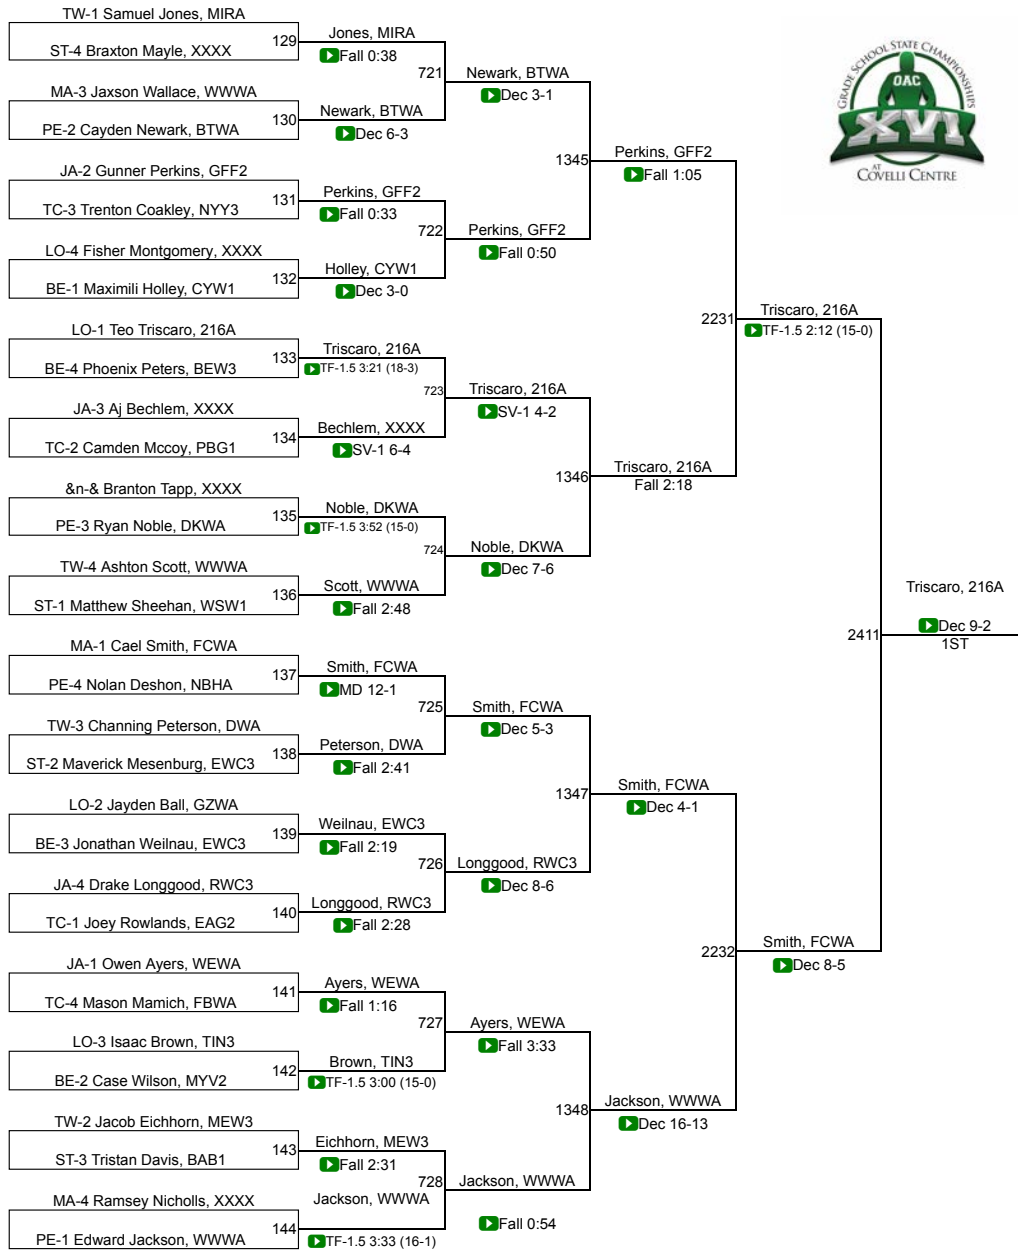 TW-1 Samuel Jones, MIRA
129
ST-4 Braxton Mayle, XXXX
Jones, MIRA
Fall 0:38
721
MA-3 Jaxson Wallace, WWWA
130
PE-2 Cayden Newark, BTWA
Newark, BTWA
Dec 6-3
Newark, BTWA
Dec 3-1
1345
JA-2 Gunner Perkins, GFF2
131
TC-3 Trenton Coakley, NYY3
Perkins, GFF2
Fall 0:33
722
LO-4 Fisher Montgomery, XXXX
132
BE-1 Maximili Holley, CYW1
Holley, CYW1
Dec 3-0
Perkins, GFF2
Fall 0:50
Perkins, GFF2
Fall 1:05
2231
LO-1 Teo Triscaro, 216A
133
BE-4 Phoenix Peters, BEW3
Triscaro, 216A
TF-1.5 3:21 (18-3)
723
JA-3 Aj Bechlem, XXXX
134
TC-2 Camden Mccoy, PBG1
Bechlem, XXXX
SV-1 6-4
Triscaro, 216A
SV-1 4-2
1346
&n-& Branton Tapp, XXXX
135
PE-3 Ryan Noble, DKWA
Noble, DKWA
TF-1.5 3:52 (15-0)
724
TW-4 Ashton Scott, WWWA
136
ST-1 Matthew Sheehan, WSW1
Scott, WWWA
Fall 2:48
Noble, DKWA
Dec 7-6
Triscaro, 216A
Fall 2:18
Triscaro, 216A
TF-1.5 2:12 (15-0)
2411
MA-1 Cael Smith, FCWA
137
PE-4 Nolan Deshon, NBHA
Smith, FCWA
MD 12-1
725
TW-3 Channing Peterson, DWA
138
ST-2 Maverick Mesenburg, EWC3
Peterson, DWA
Fall 2:41
Smith, FCWA
Dec 5-3
1347
LO-2 Jayden Ball, GZWA
139
BE-3 Jonathan Weilnau, EWC3
Weilnau, EWC3
Fall 2:19
726
JA-4 Drake Longgood, RWC3
140
TC-1 Joey Rowlands, EAG2
Longgood, RWC3
Fall 2:28
Longgood, RWC3
Dec 8-6
Smith, FCWA
Dec 4-1
2232
JA-1 Owen Ayers, WEWA
141
TC-4 Mason Mamich, FBWA
Ayers, WEWA
Fall 1:16
727
LO-3 Isaac Brown, TIN3
142
BE-2 Case Wilson, MYV2
Brown, TIN3
TF-1.5 3:00 (15-0)
Ayers, WEWA
Fall 3:33
1348
TW-2 Jacob Eichhorn, MEW3
143
ST-3 Tristan Davis, BAB1
Eichhorn, MEW3
Fall 2:31
728
MA-4 Ramsey Nicholls, XXXX
144
PE-1 Edward Jackson, WWWA
Jackson, WWWA
TF-1.5 3:33 (16-1)
Jackson, WWWA
Fall 0:54
Jackson, WWWA
Dec 16-13
Smith, FCWA
Dec 8-5
Triscaro, 216A
Dec 9-2
1ST
GRADE SCHOOL STATE CHAMPIONSHIPS
OAC
XVI
AT
COVELLI CENTRE